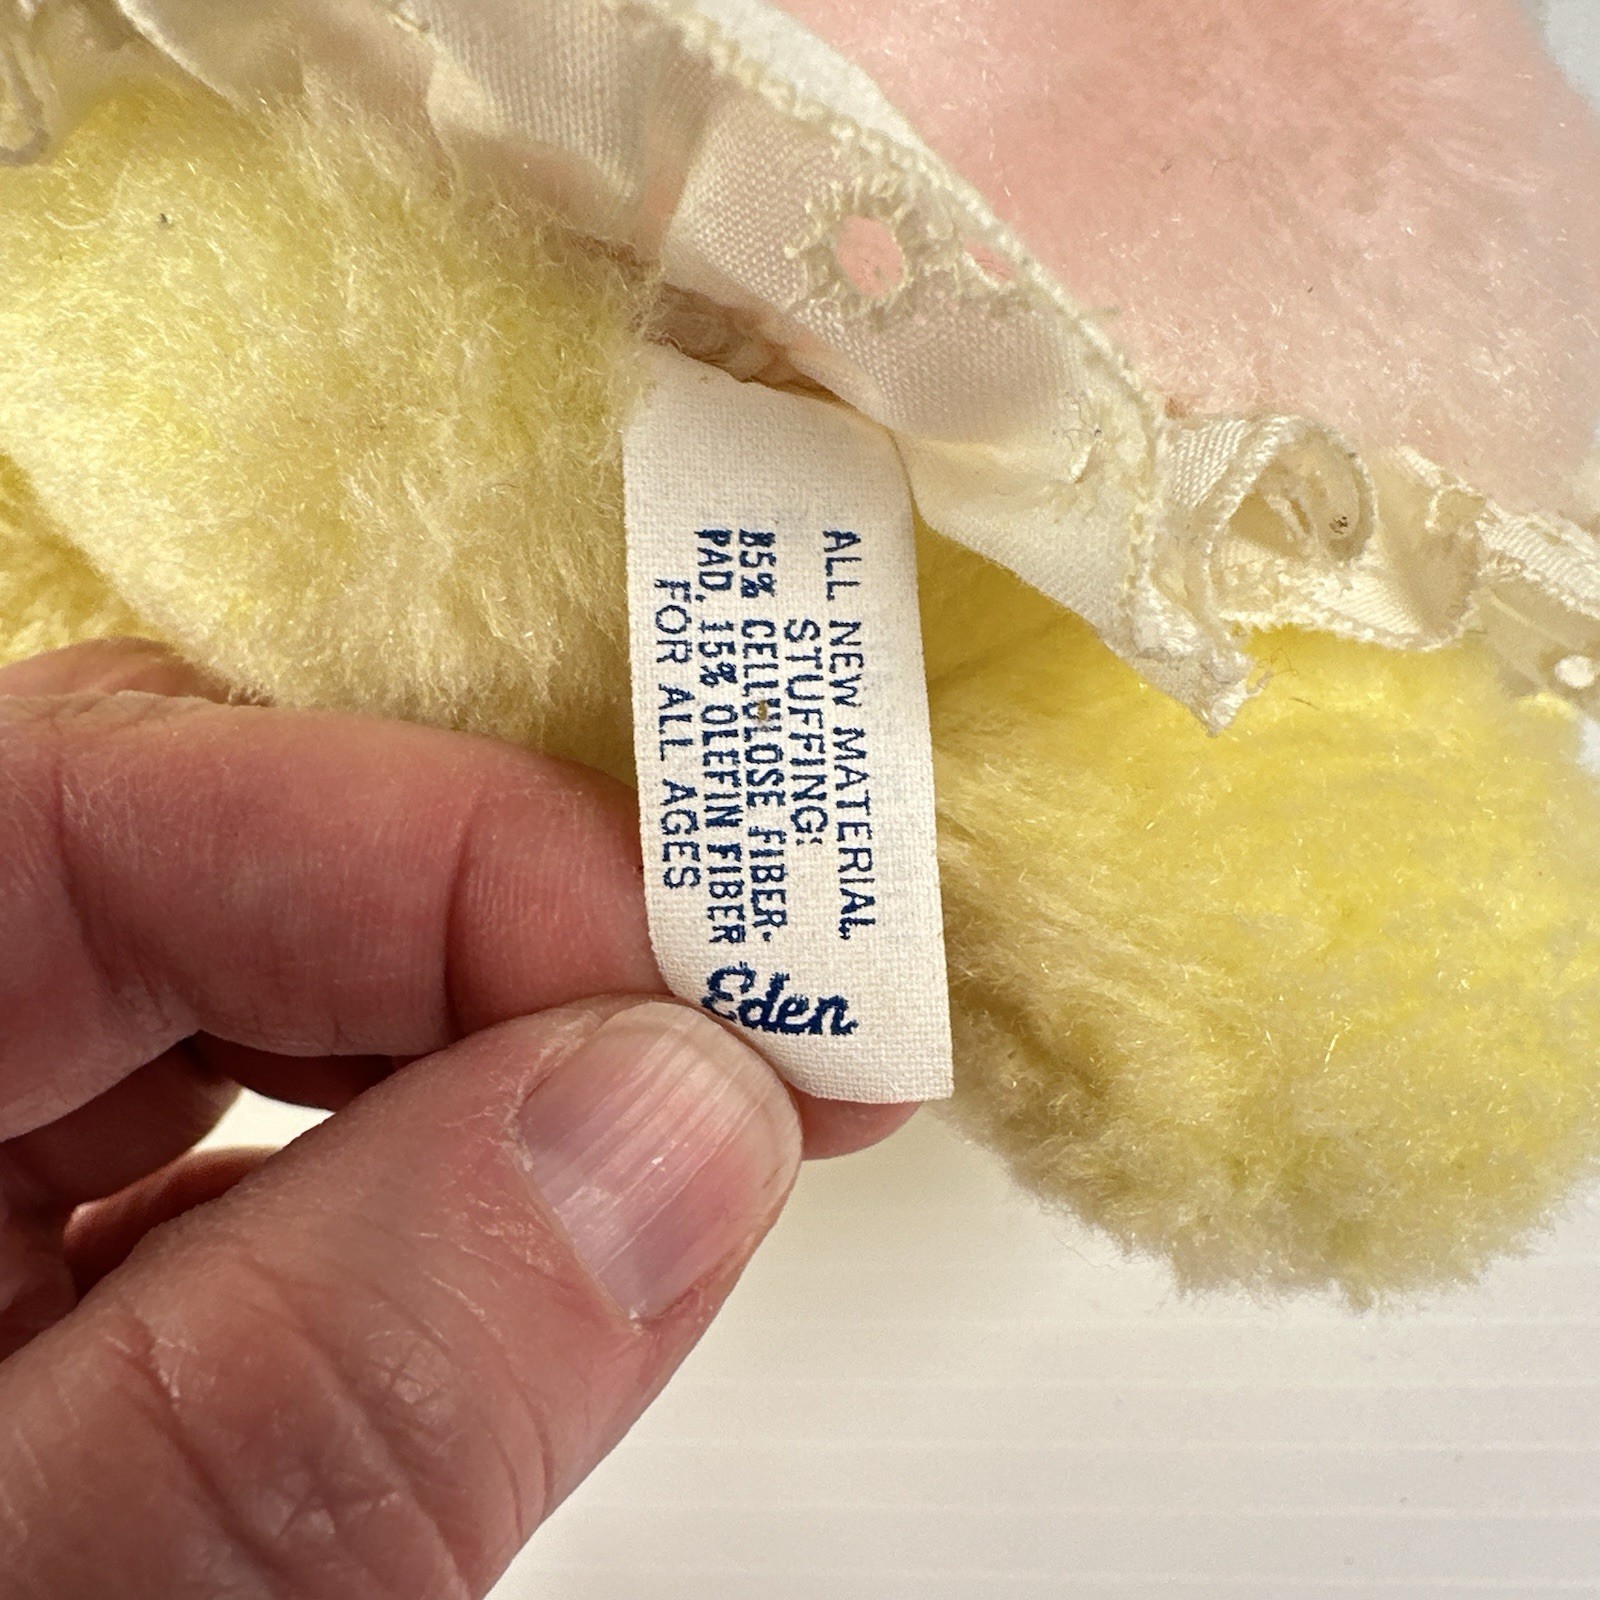 ALL NEW MATERIAL,
STUFFING:
85% CELLULOSE FIBER-
PAD, 15% OLEFIN FIBER
FOR ALL AGES
Eden